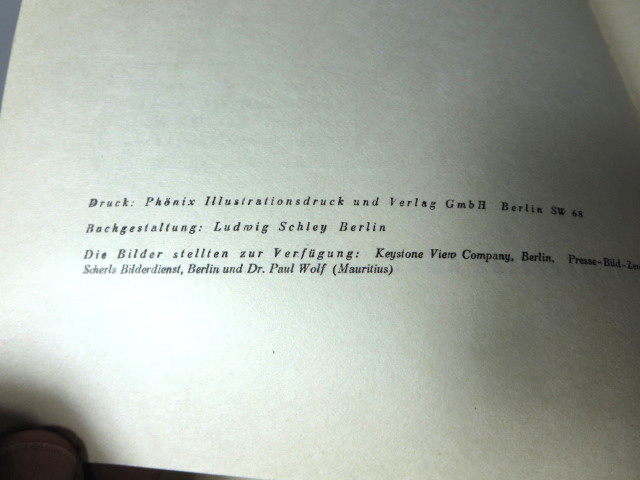 Druck: Phönix Illustrationsdruck und Verlag GmbH Berlin SW 68
Buchgestaltung: Ludwig Schley Berlin
Die Bilder stellten zur Verfügung: Keystone View Company, Berlin, Presse-Bild-Zen
Scherls Bilderdienst, Berlin und Dr. Paul Wolf (Mauritius)